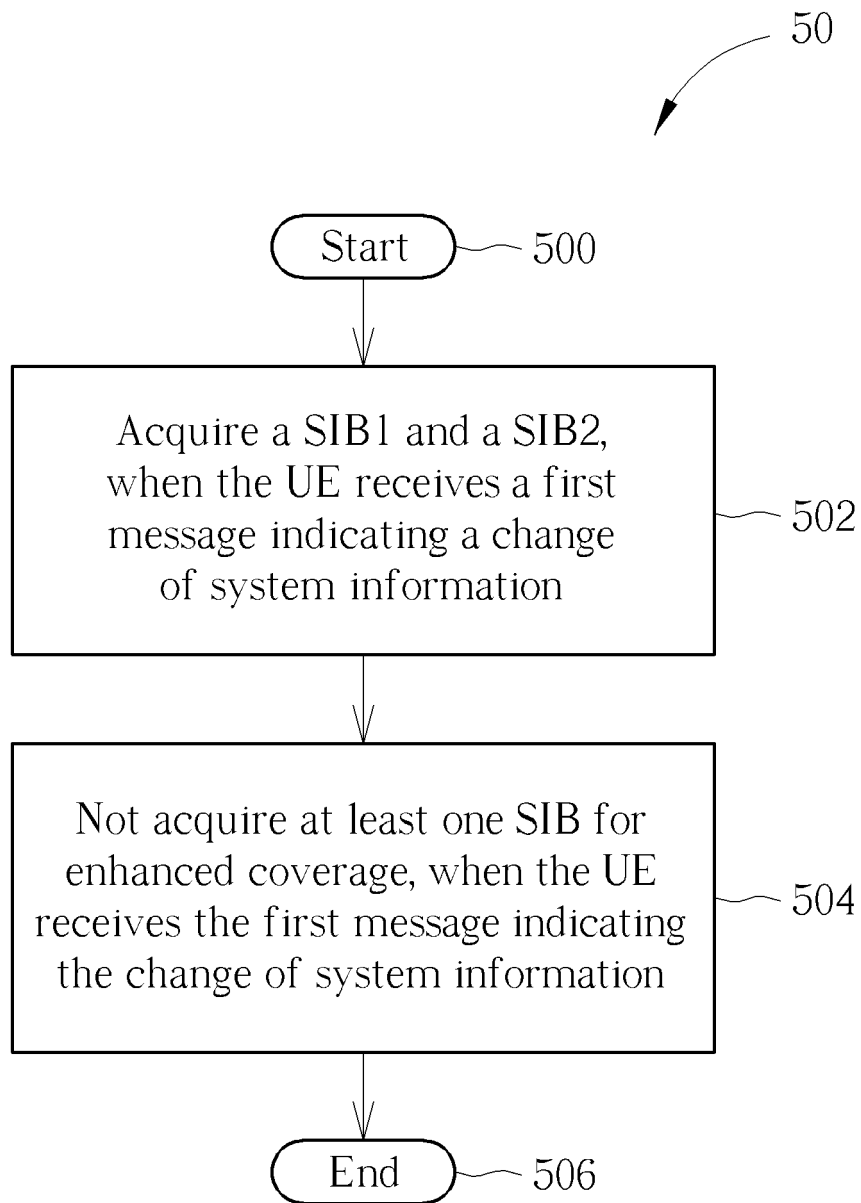 50
Start
500
Acquire a SIB1 and a SIB2,
when the UE receives a first
message indicating a change
of system information
502
Not acquire at least one SIB for
enhanced coverage, when the UE
receives the first message indicating
the change of system information
504
End
506